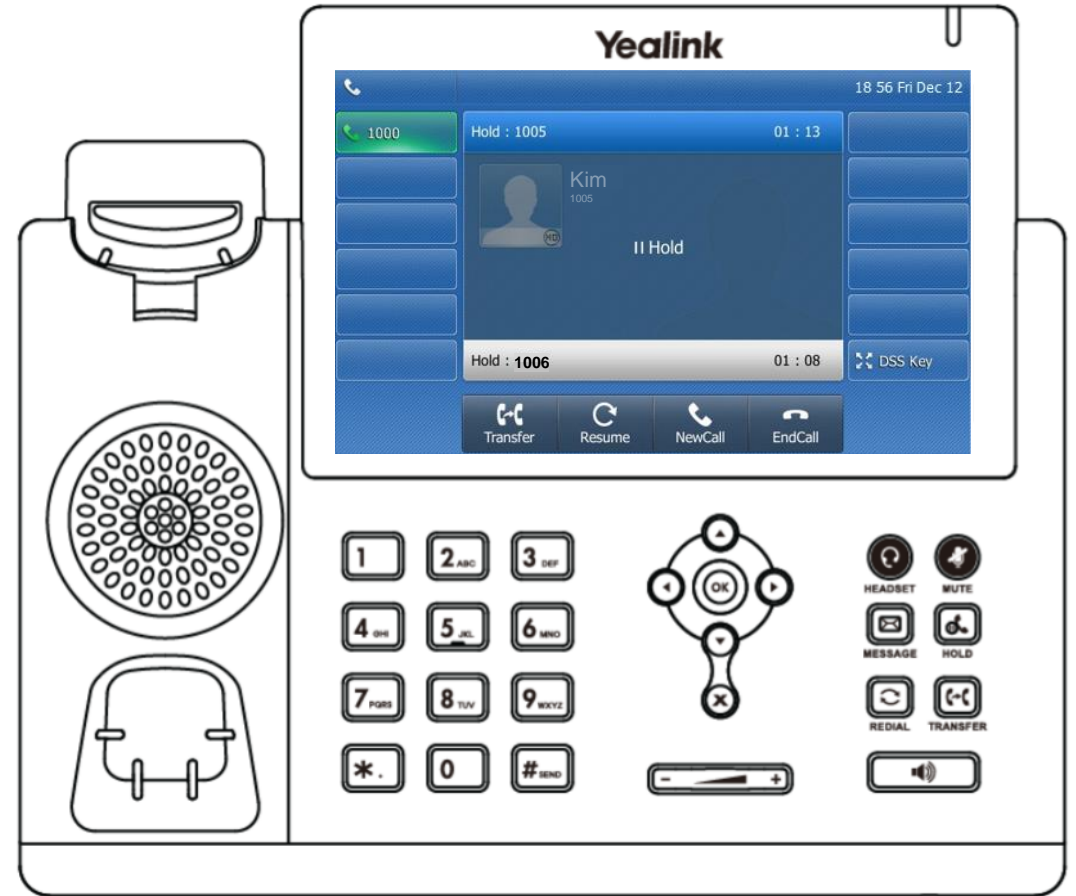 Yealink
18 56 Fri Dec 12
1000
Hold : 1005 01 : 13
Kim
1005
HD
II Hold
Hold : 1006 01 : 08
DSS Key
Transfer Resume NewCall EndCall
1 2 ABC 3 DEF
HEADSET MUTE
OK
4 GHI 5 JKL 6 MNO
MESSAGE HOLD
7 PQRS 8 TUV 9 WXYZ
X
REDIAL TRANSFER
*. 0 # SEND
- +